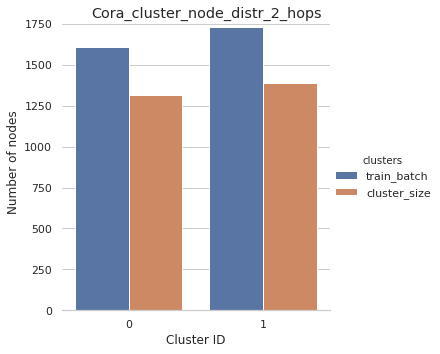 Cora_cluster_node_distr_2_hops
1750
1500
1250
1000
750
500
250
0
Number of nodes
0 1
Cluster ID
clusters
train_batch
cluster_size